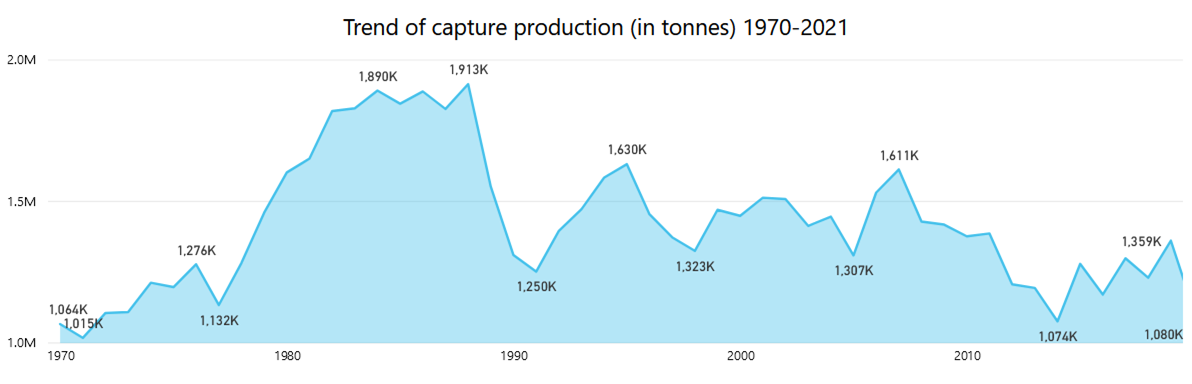 Trend of capture production (in tonnes) 1970-2021
2.0M
1,913K
1,890K
1,630K
1,611K
1.5M
1,276K
1,359K
1,323K
1,307K
1,250K
1,132K
1,064K
1,015K
1,074K
1,080K
1.0M
1970
1980
1990
2000
2010